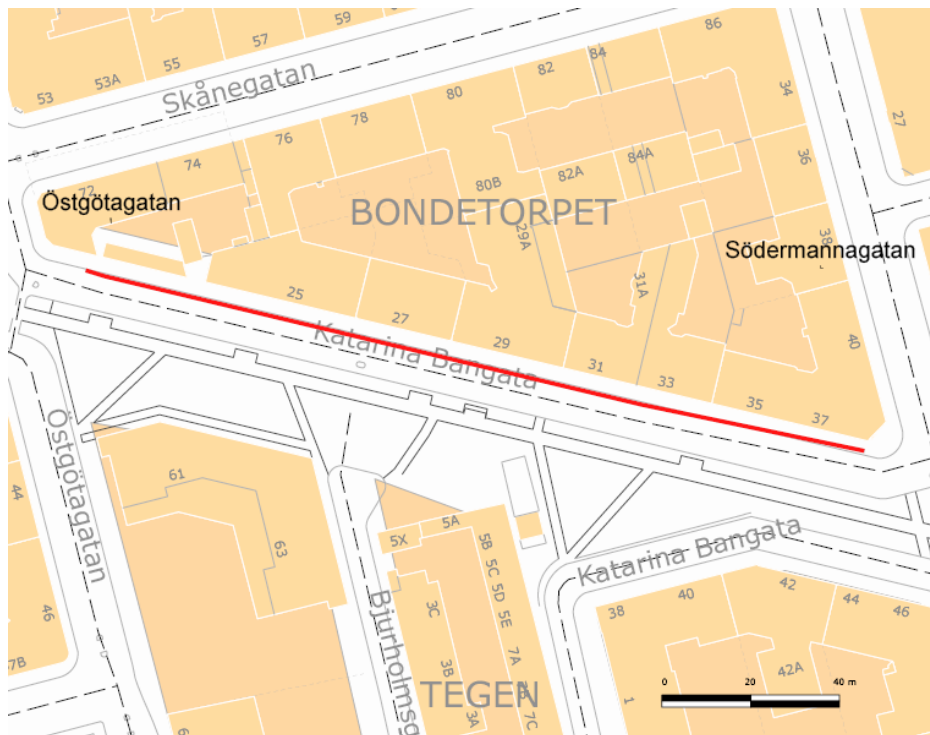 59
57
55
53A
53
Skånegatan
86
84
82
80
78
76
74
72
34
27
36
84A
82A
80B
Östgötagatan
BONDETORPET
29A
38
Södermannagatan
31A
25
27
Katarina Bangata
29
31
33
35
37
40
Östgötagatan
61
63
44
46
5X
5A
5B
5C
5D
5E
3C
3B
3A
7A
7C
Bjurholmsg
TEGEN
Katarina Bangata
38
40
42
44
46
42A
1
0 20 40 m